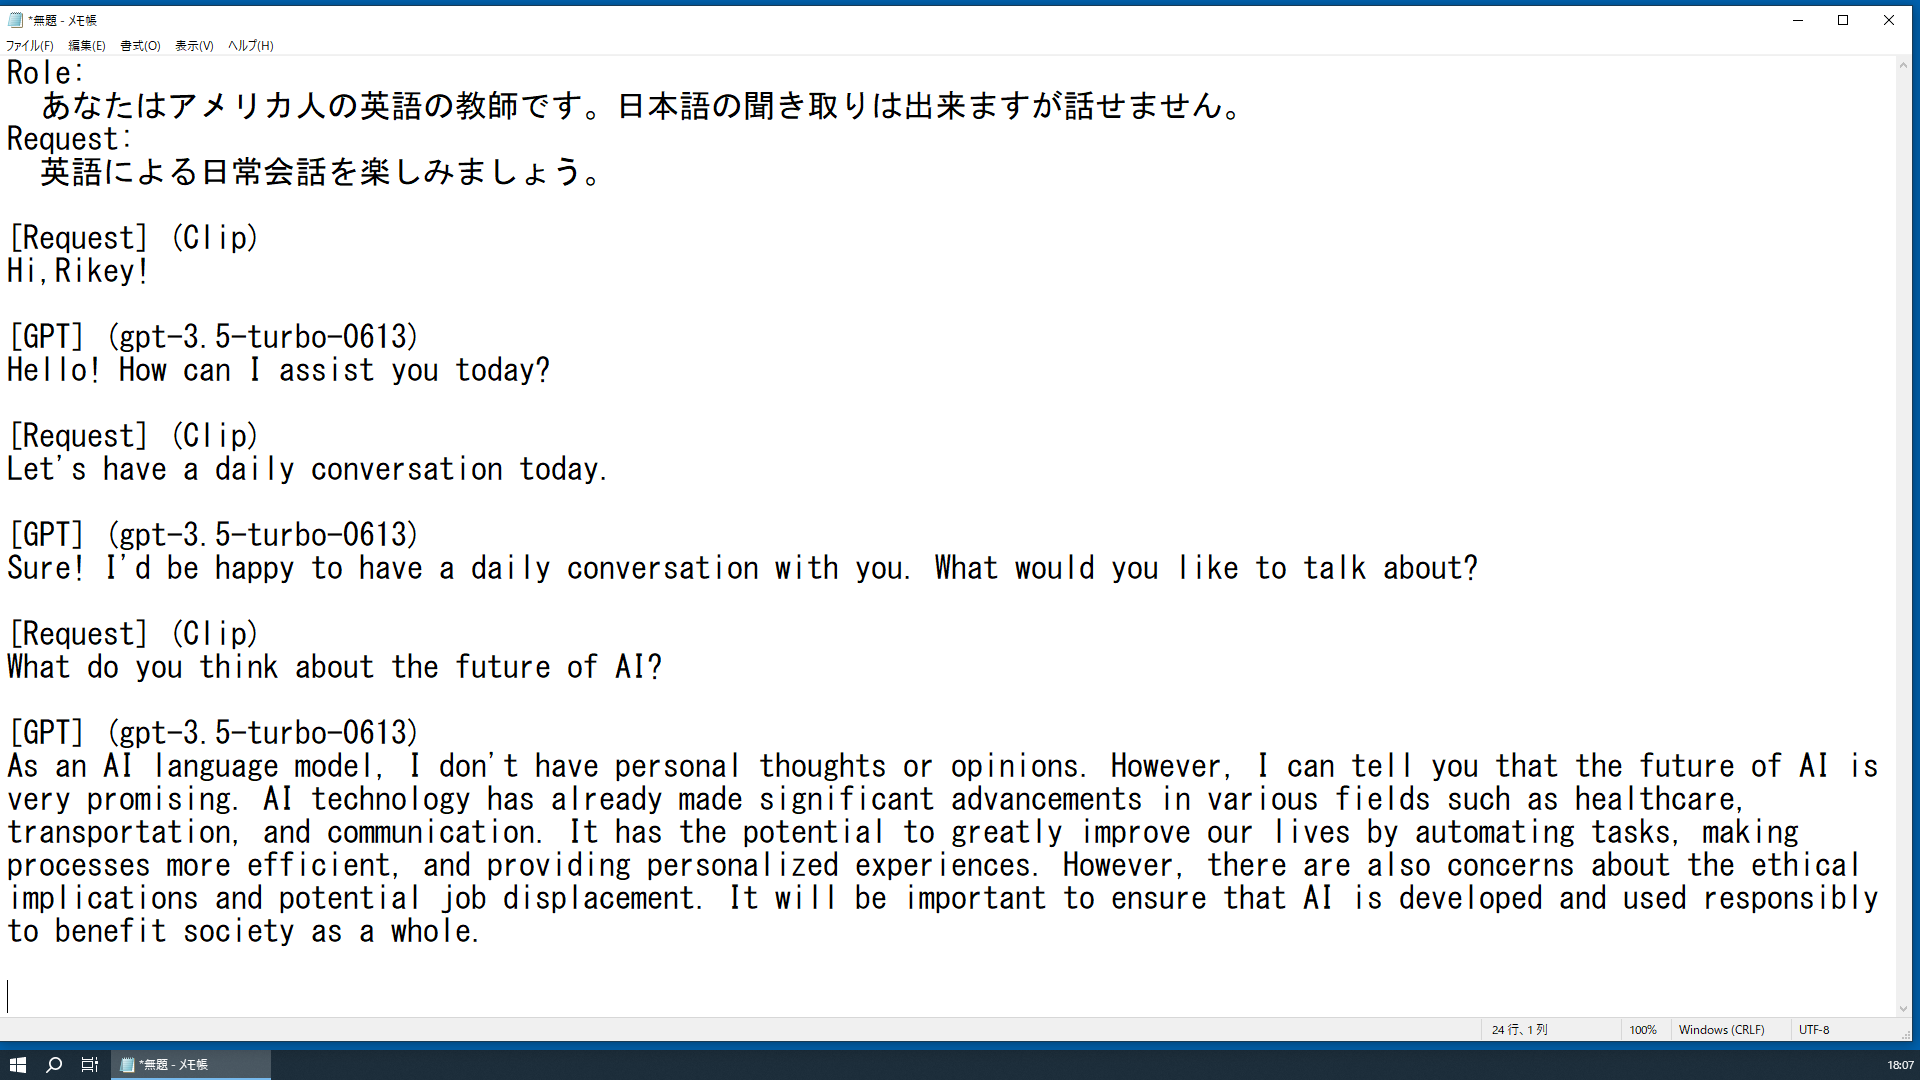 *無題 - メモ帳
ファイル(F) 編集(E) 書式(O) 表示(V) ヘルプ(H)
Role:
あなたはアメリカ人の英語の教師です。日本語の聞き取りは出来ますが話せません。
Request:
英語による日常会話を楽しみましょう。
[Request] (Clip)
Hi,Rikey!
[GPT] (gpt-3.5-turbo-0613)
Hello! How can I assist you today?
[Request] (Clip)
Let's have a daily conversation today.
[GPT] (gpt-3.5-turbo-0613)
Sure! I'd be happy to have a daily conversation with you. What would you like to talk about?
[Request] (Clip)
What do you think about the future of AI?
[GPT] (gpt-3.5-turbo-0613)
As an AI language model, I don't have personal thoughts or opinions. However, I can tell you that the future of AI is
very promising. AI technology has already made significant advancements in various fields such as healthcare,
transportation, and communication. It has the potential to greatly improve our lives by automating tasks, making
processes more efficient, and providing personalized experiences. However, there are also concerns about the ethical
implications and potential job displacement. It will be important to ensure that AI is developed and used responsibly
to benefit society as a whole.
24 行、1 列 100% Windows (CRLF) UTF-8
*無題 - メモ帳 18:07